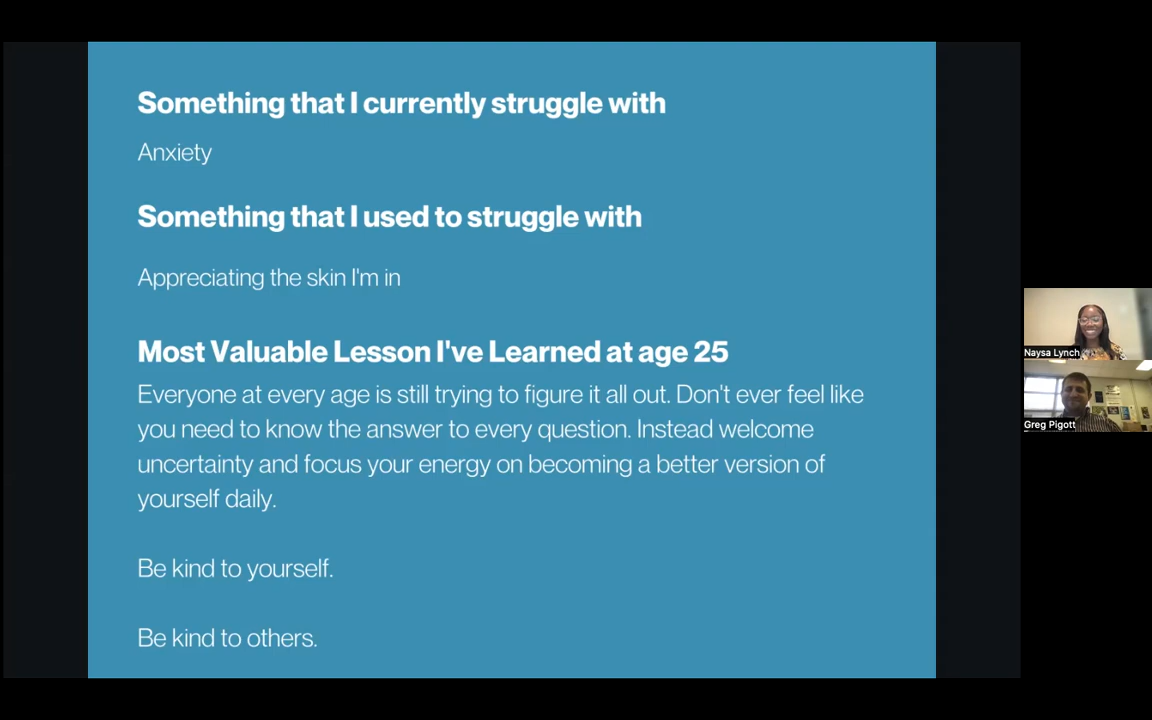 Something that I currently struggle with
Anxiety
Something that I used to struggle with
Appreciating the skin I'm in
Most Valuable Lesson I've Learned at age 25
Everyone at every age is still trying to figure it all out. Don't ever feel like
you need to know the answer to every question. Instead welcome
uncertainty and focus your energy on becoming a better version of
yourself daily.
Be kind to yourself.
Be kind to others.
Naysa Lynch
Greg Pigott